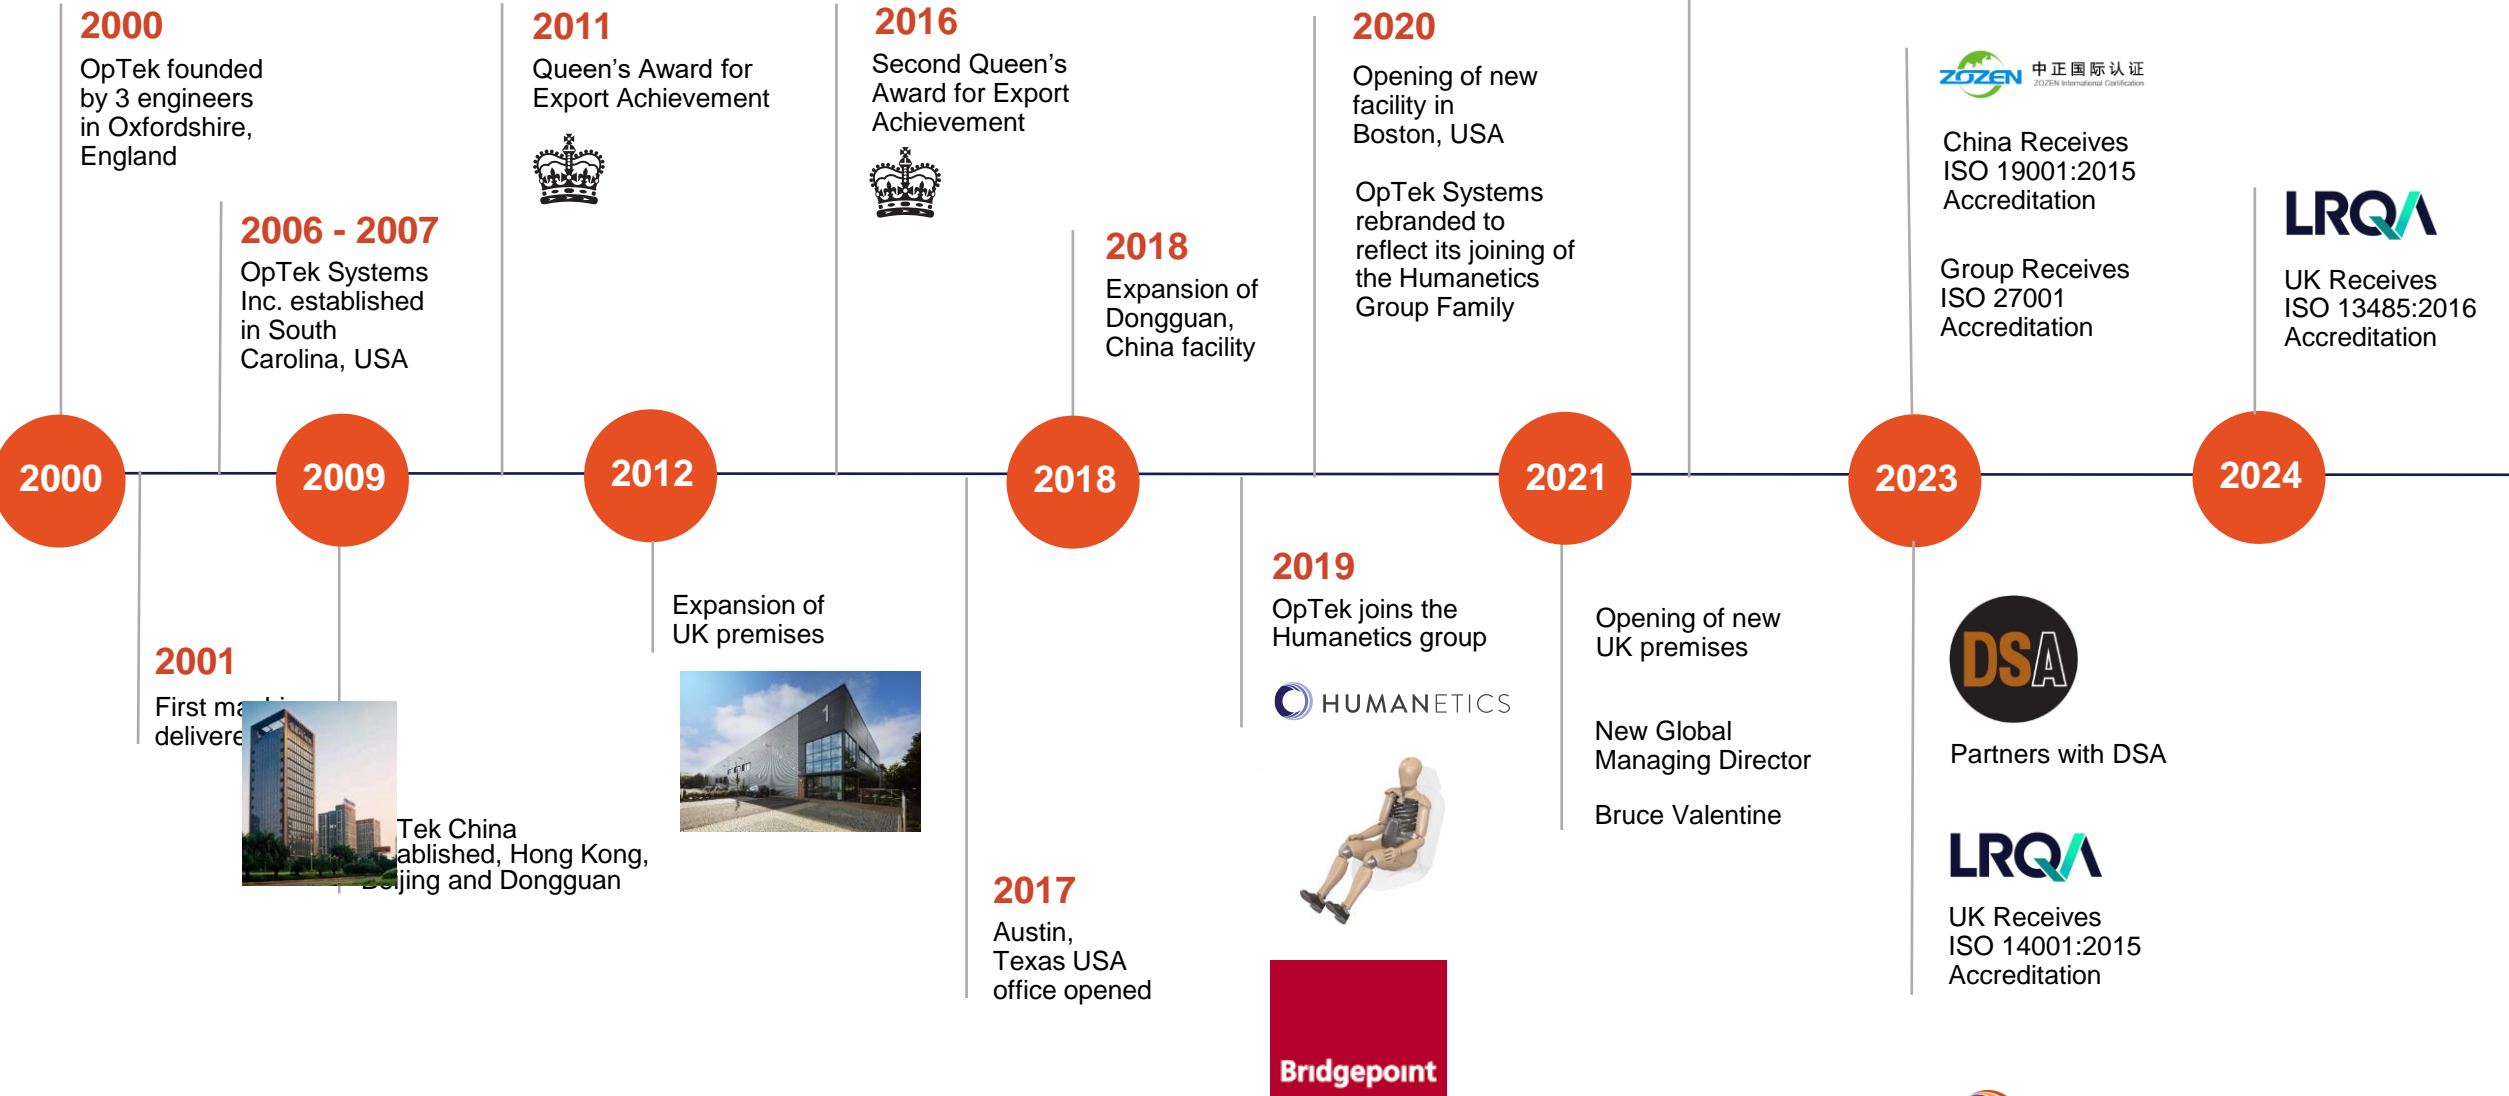 2000
OpTek founded
by 3 engineers
in Oxfordshire,
England
2006 - 2007
OpTek Systems
Inc. established
in South
Carolina, USA
2011
Queen's Award for
Export Achievement
2016
Second Queen's
Award for Export
Achievement
2018
Expansion of
Dongguan,
China facility
2020
Opening of new
facility in
Boston, USA
OpTek Systems
rebranded to
reflect its joining of
the Humanetics
Group Family
ZOZEN 中正国际认证
ZOZEN International Certification
China Receives
ISO 19001:2015
Accreditation
Group Receives
ISO 27001
Accreditation
LRQA
UK Receives
ISO 13485:2016
Accreditation
2000
2009
2012
2018
2021
2023
2024
2001
First
Tek China
Hong Kong,
and Dongguan
Expansion of
UK premises
1
2017
Austin,
Texas USA
office opened
2019
OpTek joins the
Humanetics group
HUMANETICS
Bridgepoint
Opening of new
UK premises
New Global
Managing Director
Bruce Valentine
DSA
Partners with DSA
LRQA
UK Receives
ISO 14001:2015
Accreditation